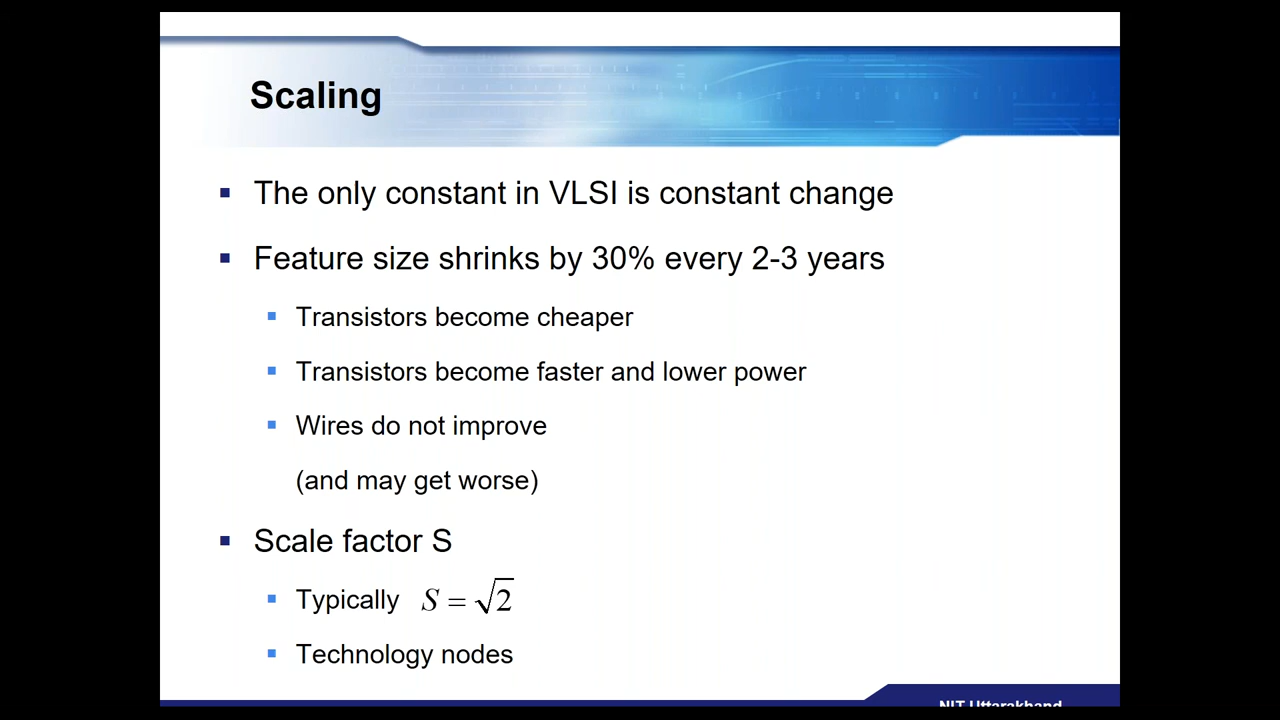 Scaling
The only constant in VLSI is constant change
Feature size shrinks by 30% every 2-3 years
Transistors become cheaper
Transistors become faster and lower power
Wires do not improve
(and may get worse)
Scale factor S
Typically S = √2
Technology nodes
NIT Uttarakhand